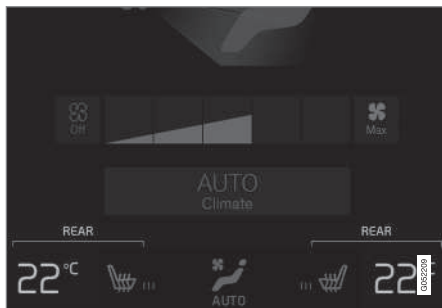 Off
Max
AUTO
Climate
REAR
REAR
22°C
22°C
AUTO
G052209